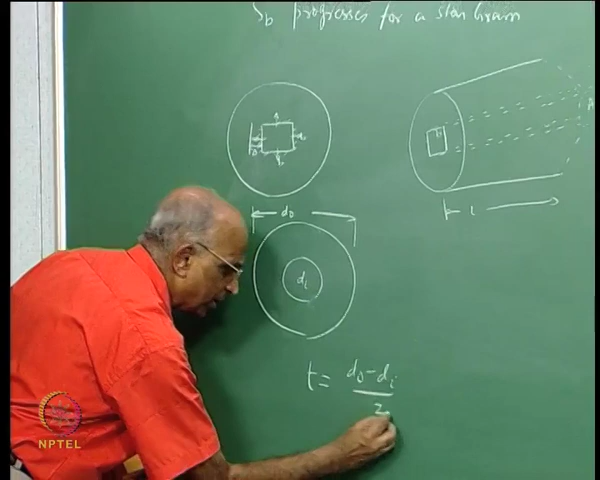 Sb progresses for a star Grain
do
di
L
t = do - di
2
NPTEL